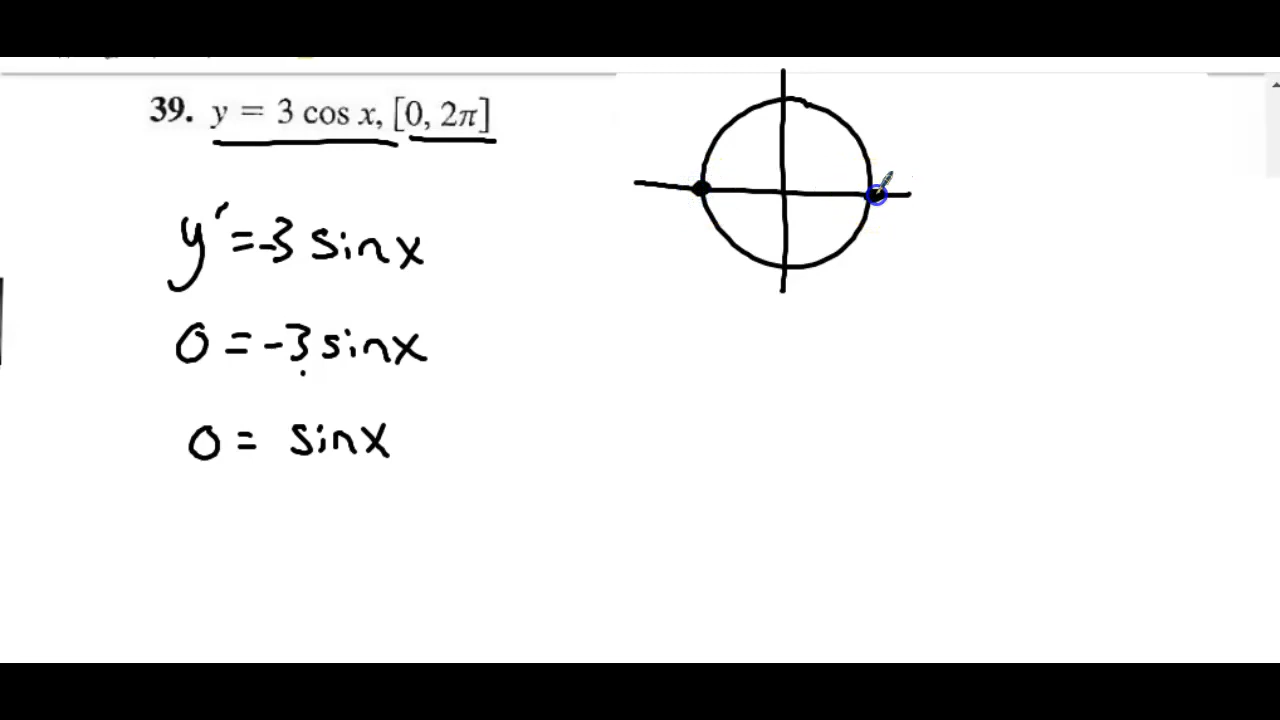 39. y = 3 cos x, [0, 2π]
y' = -3 sin x
0 = -3 sin x
0 = sin x